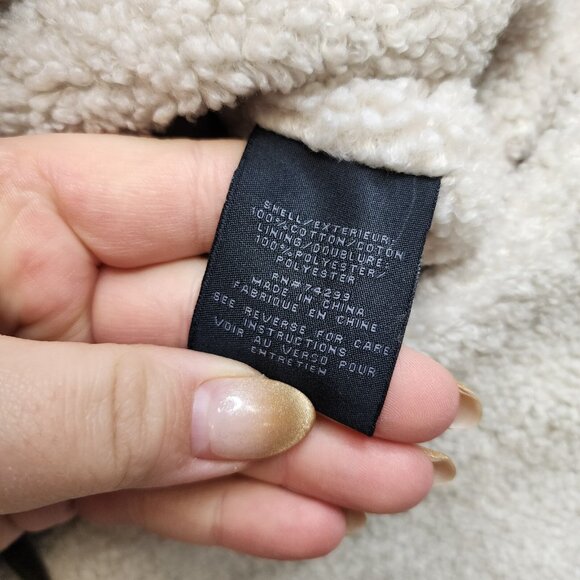 SHELL/EXTERIEUR:
100%COTTON/COTON
LINING/DOUBLURE:
100%POLYESTER/
POLYESTER
RN#74299
MADE IN CHINA
FABRIQUE EN CHINE
SEE REVERSE FOR CARE
INSTRUCTIONS
VOIR AU VERSO POUR
ENTRETIEN